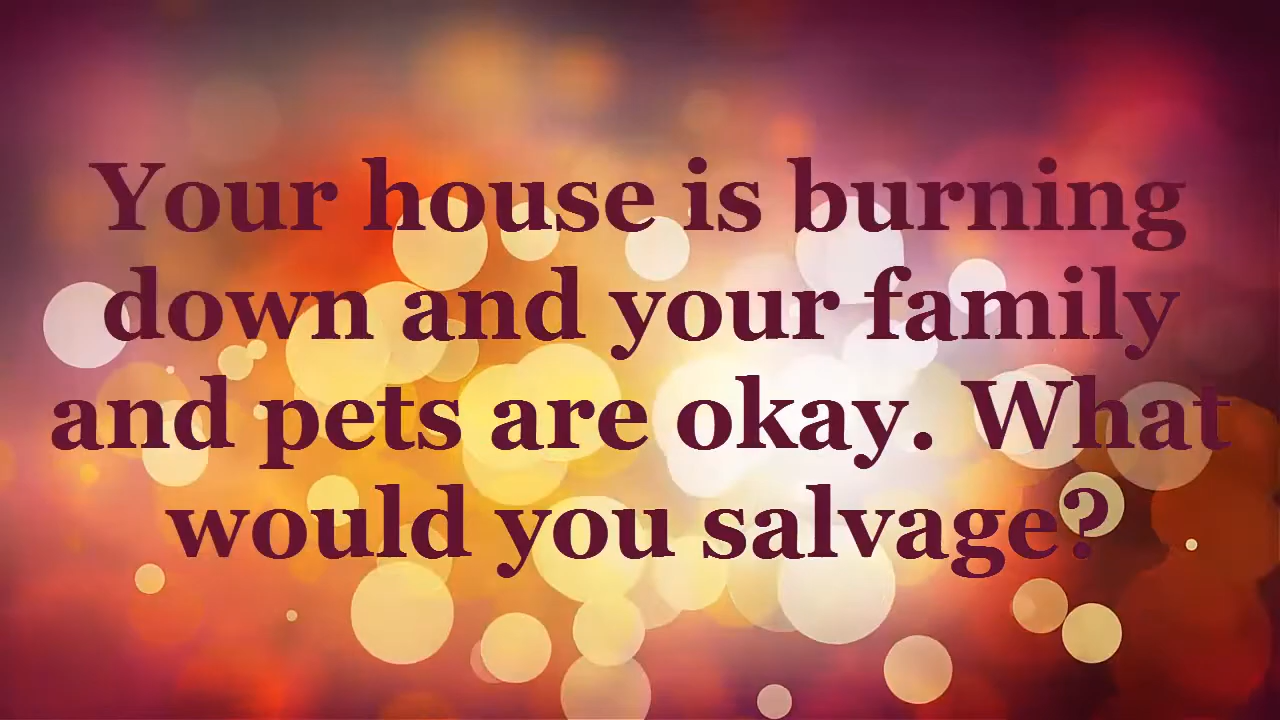 Your house is burning
down and your family
and pets are okay. What
would you salvage?